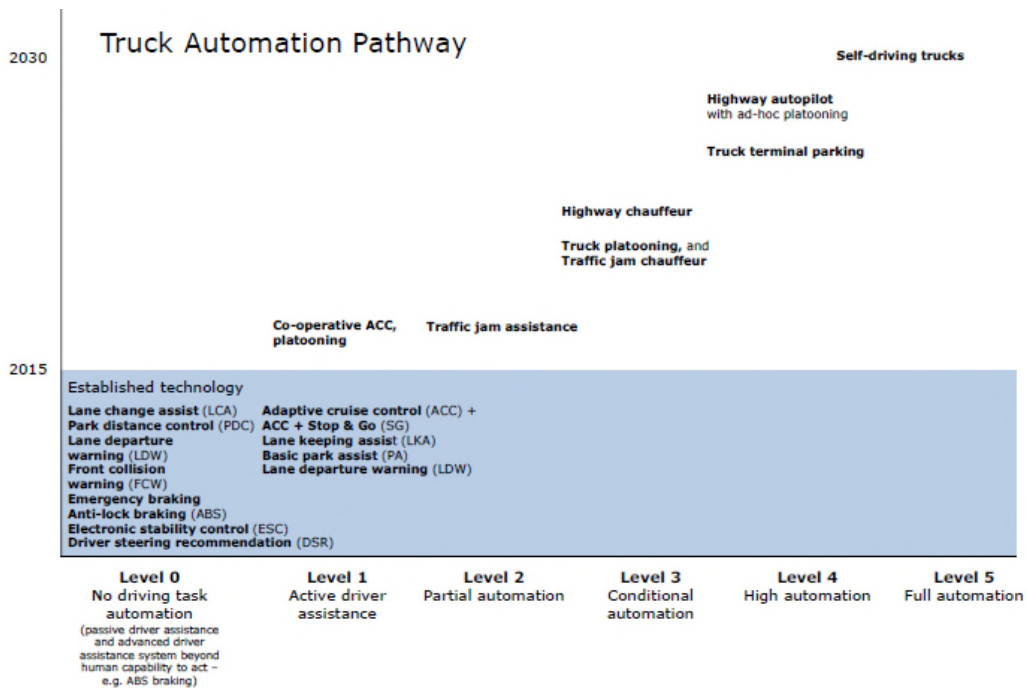 Truck Automation Pathway
2030
Self-driving trucks
Highway autopilot
with ad-hoc platooning
Truck terminal parking
Highway chauffeur
Truck platooning, and
Traffic jam chauffeur
Co-operative ACC,
platooning
Traffic jam assistance
2015
Established technology
Lane change assist (LCA)
Park distance control (PDC)
Lane departure
warning (LDW)
Front collision
warning (FCW)
Emergency braking
Anti-lock braking (ABS)
Electronic stability control (ESC)
Driver steering recommendation (DSR)
Adaptive cruise control (ACC) +
ACC + Stop & Go (SG)
Lane keeping assist (LKA)
Basic park assist (PA)
Lane departure warning (LDW)
Level 0
No driving task
automation
(passive driver assistance
and advanced driver
assistance system beyond
human capability to act –
e.g. ABS braking)
Level 1
Active driver
assistance
Level 2
Partial automation
Level 3
Conditional
automation
Level 4
High automation
Level 5
Full automation